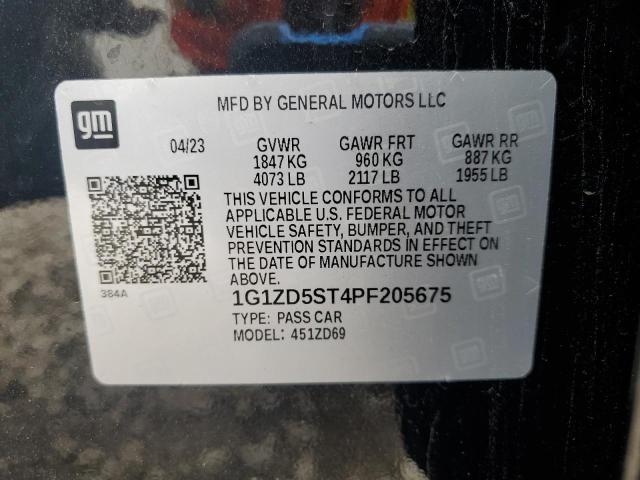 MFD BY GENERAL MOTORS LLC
gm
04/23 GVWR GAWR FRT GAWR RR
1847 KG 960 KG 887 KG
4073 LB 2117 LB 1955 LB
THIS VEHICLE CONFORMS TO ALL
APPLICABLE U.S. FEDERAL MOTOR
VEHICLE SAFETY, BUMPER, AND THEFT
PREVENTION STANDARDS IN EFFECT ON
THE DATE OF MANUFACTURE SHOWN
ABOVE.
384A
1G1ZD5ST4PF205675
TYPE: PASS CAR
MODEL: 451ZD69